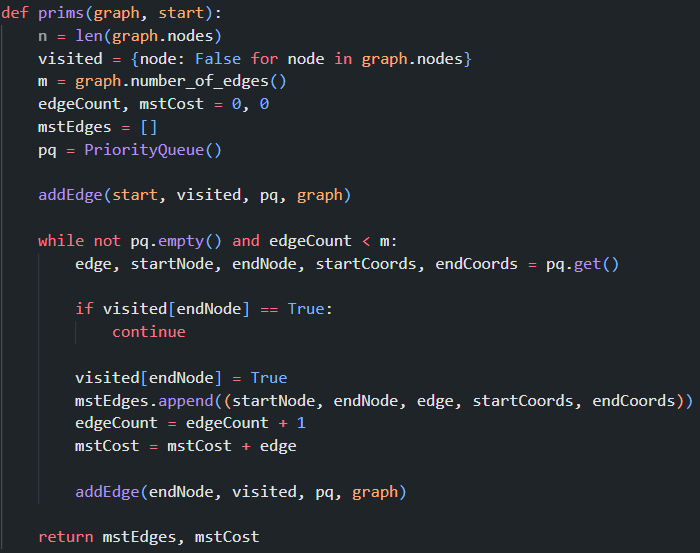 def prims(graph, start):
    n = len(graph.nodes)
    visited = {node: False for node in graph.nodes}
    m = graph.number_of_edges()
    edgeCount, mstCost = 0, 0
    mstEdges = []
    pq = PriorityQueue()

    addEdge(start, visited, pq, graph)

    while not pq.empty() and edgeCount < m:
        edge, startNode, endNode, startCoords, endCoords = pq.get()

        if visited[endNode] == True:
            continue

        visited[endNode] = True
        mstEdges.append((startNode, endNode, edge, startCoords, endCoords))
        edgeCount = edgeCount + 1
        mstCost = mstCost + edge

        addEdge(endNode, visited, pq, graph)

    return mstEdges, mstCost